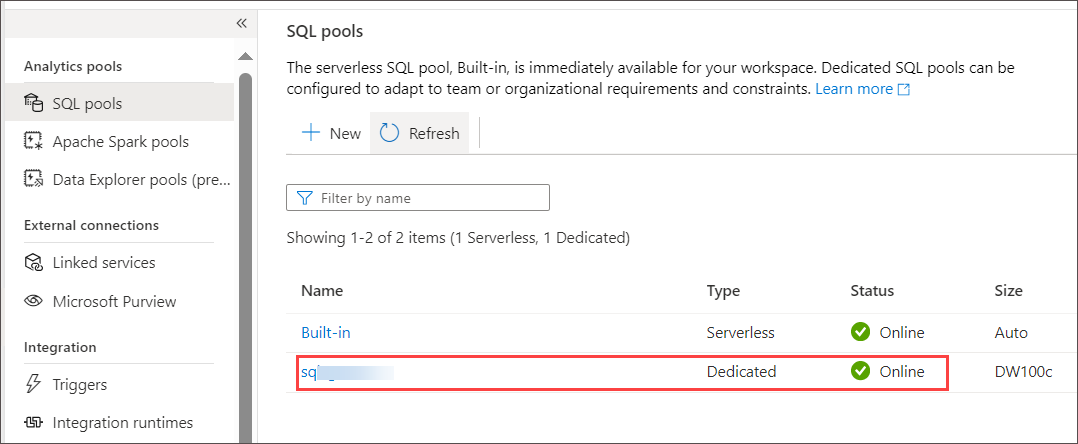 «
Analytics pools
SQL pools
Apache Spark pools
Data Explorer pools (pre...
External connections
Linked services
Microsoft Purview
Integration
Triggers
Integration runtimes
SQL pools
The serverless SQL pool, Built-in, is immediately available for your workspace. Dedicated SQL pools can be
configured to adapt to team or organizational requirements and constraints. Learn more
New Refresh
Filter by name
Showing 1-2 of 2 items (1 Serverless, 1 Dedicated)
Name Type Status Size
Built-in Serverless Online Auto
Dedicated Online DW100c